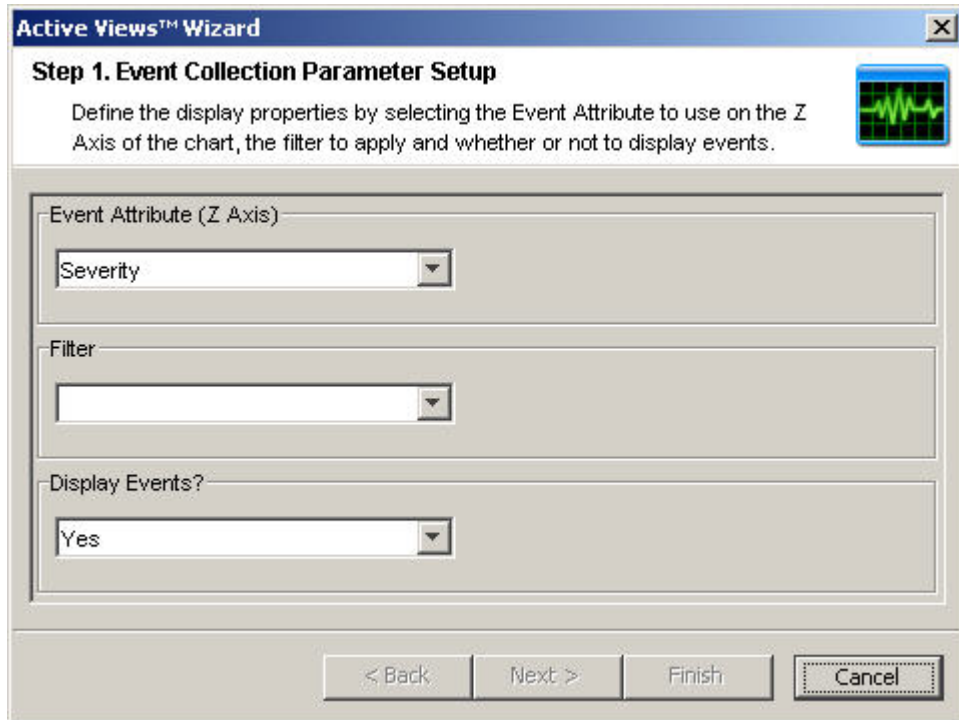 Active Views™ Wizard
Step 1. Event Collection Parameter Setup
Define the display properties by selecting the Event Attribute to use on the Z
Axis of the chart, the filter to apply and whether or not to display events.
Event Attribute (Z Axis)
Severity
Filter
Display Events?
Yes
< Back Next > Finish Cancel